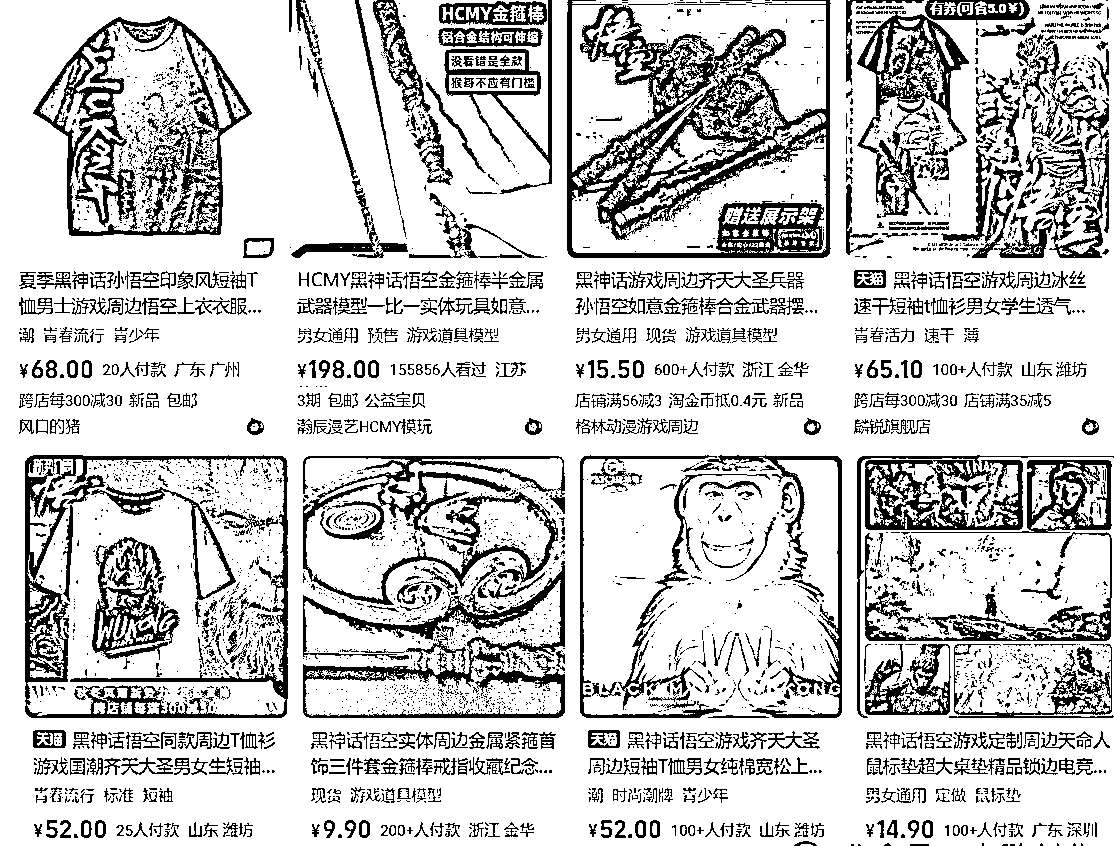 WUKONG
HCMY金箍棒
铝合金结构可伸缩
没看错是全款
猴哥不应有门槛
悟空
赠送展示架
有券(可省5.0¥)
夏季黑神话孙悟空印象风短袖T
恤男士游戏周边悟空上衣衣服...
潮 青春流行 青少年
¥68.00 20人付款 广东 广州
跨店每300减30 新品 包邮
风口的猪
HCMY黑神话悟空金箍棒半金属
武器模型一比一实体玩具如意...
男女通用 预售 游戏道具模型
¥198.00 155856人看过 江苏
3期 包邮 公益宝贝
瀚辰漫艺HCMY模玩
黑神话游戏周边齐天大圣兵器
孙悟空如意金箍棒合金武器摆...
男女通用 现货 游戏道具模型
¥15.50 600+人付款 浙江 金华
店铺满56减3 淘金币抵0.4元 新品
格林动漫游戏周边
天猫 黑神话悟空游戏周边冰丝
速干短袖t恤衫男女学生透气...
青春活力 速干 薄
¥65.10 100+人付款 山东 潍坊
跨店每300减30 店铺满35减5
麟锐旗舰店
WUKONG
跨店铺每满300减30
BLACK MYTH WUKONG
天猫 黑神话悟空同款周边T恤衫
游戏国潮齐天大圣男女生短袖...
青春流行 标准 短袖
¥52.00 25人付款 山东 潍坊
黑神话悟空实体周边金属紧箍首
饰三件套金箍棒戒指收藏纪念...
现货 游戏道具模型
¥9.90 200+人付款 浙江 金华
天猫 黑神话悟空游戏齐天大圣
周边短袖T恤男女纯棉宽松上...
潮 时尚潮牌 青少年
¥52.00 100+人付款 山东 潍坊
黑神话悟空游戏定制周边天命人
鼠标垫超大桌垫精品锁边电竞...
男女通用 定做 鼠标垫
¥14.90 100+人付款 广东 深圳